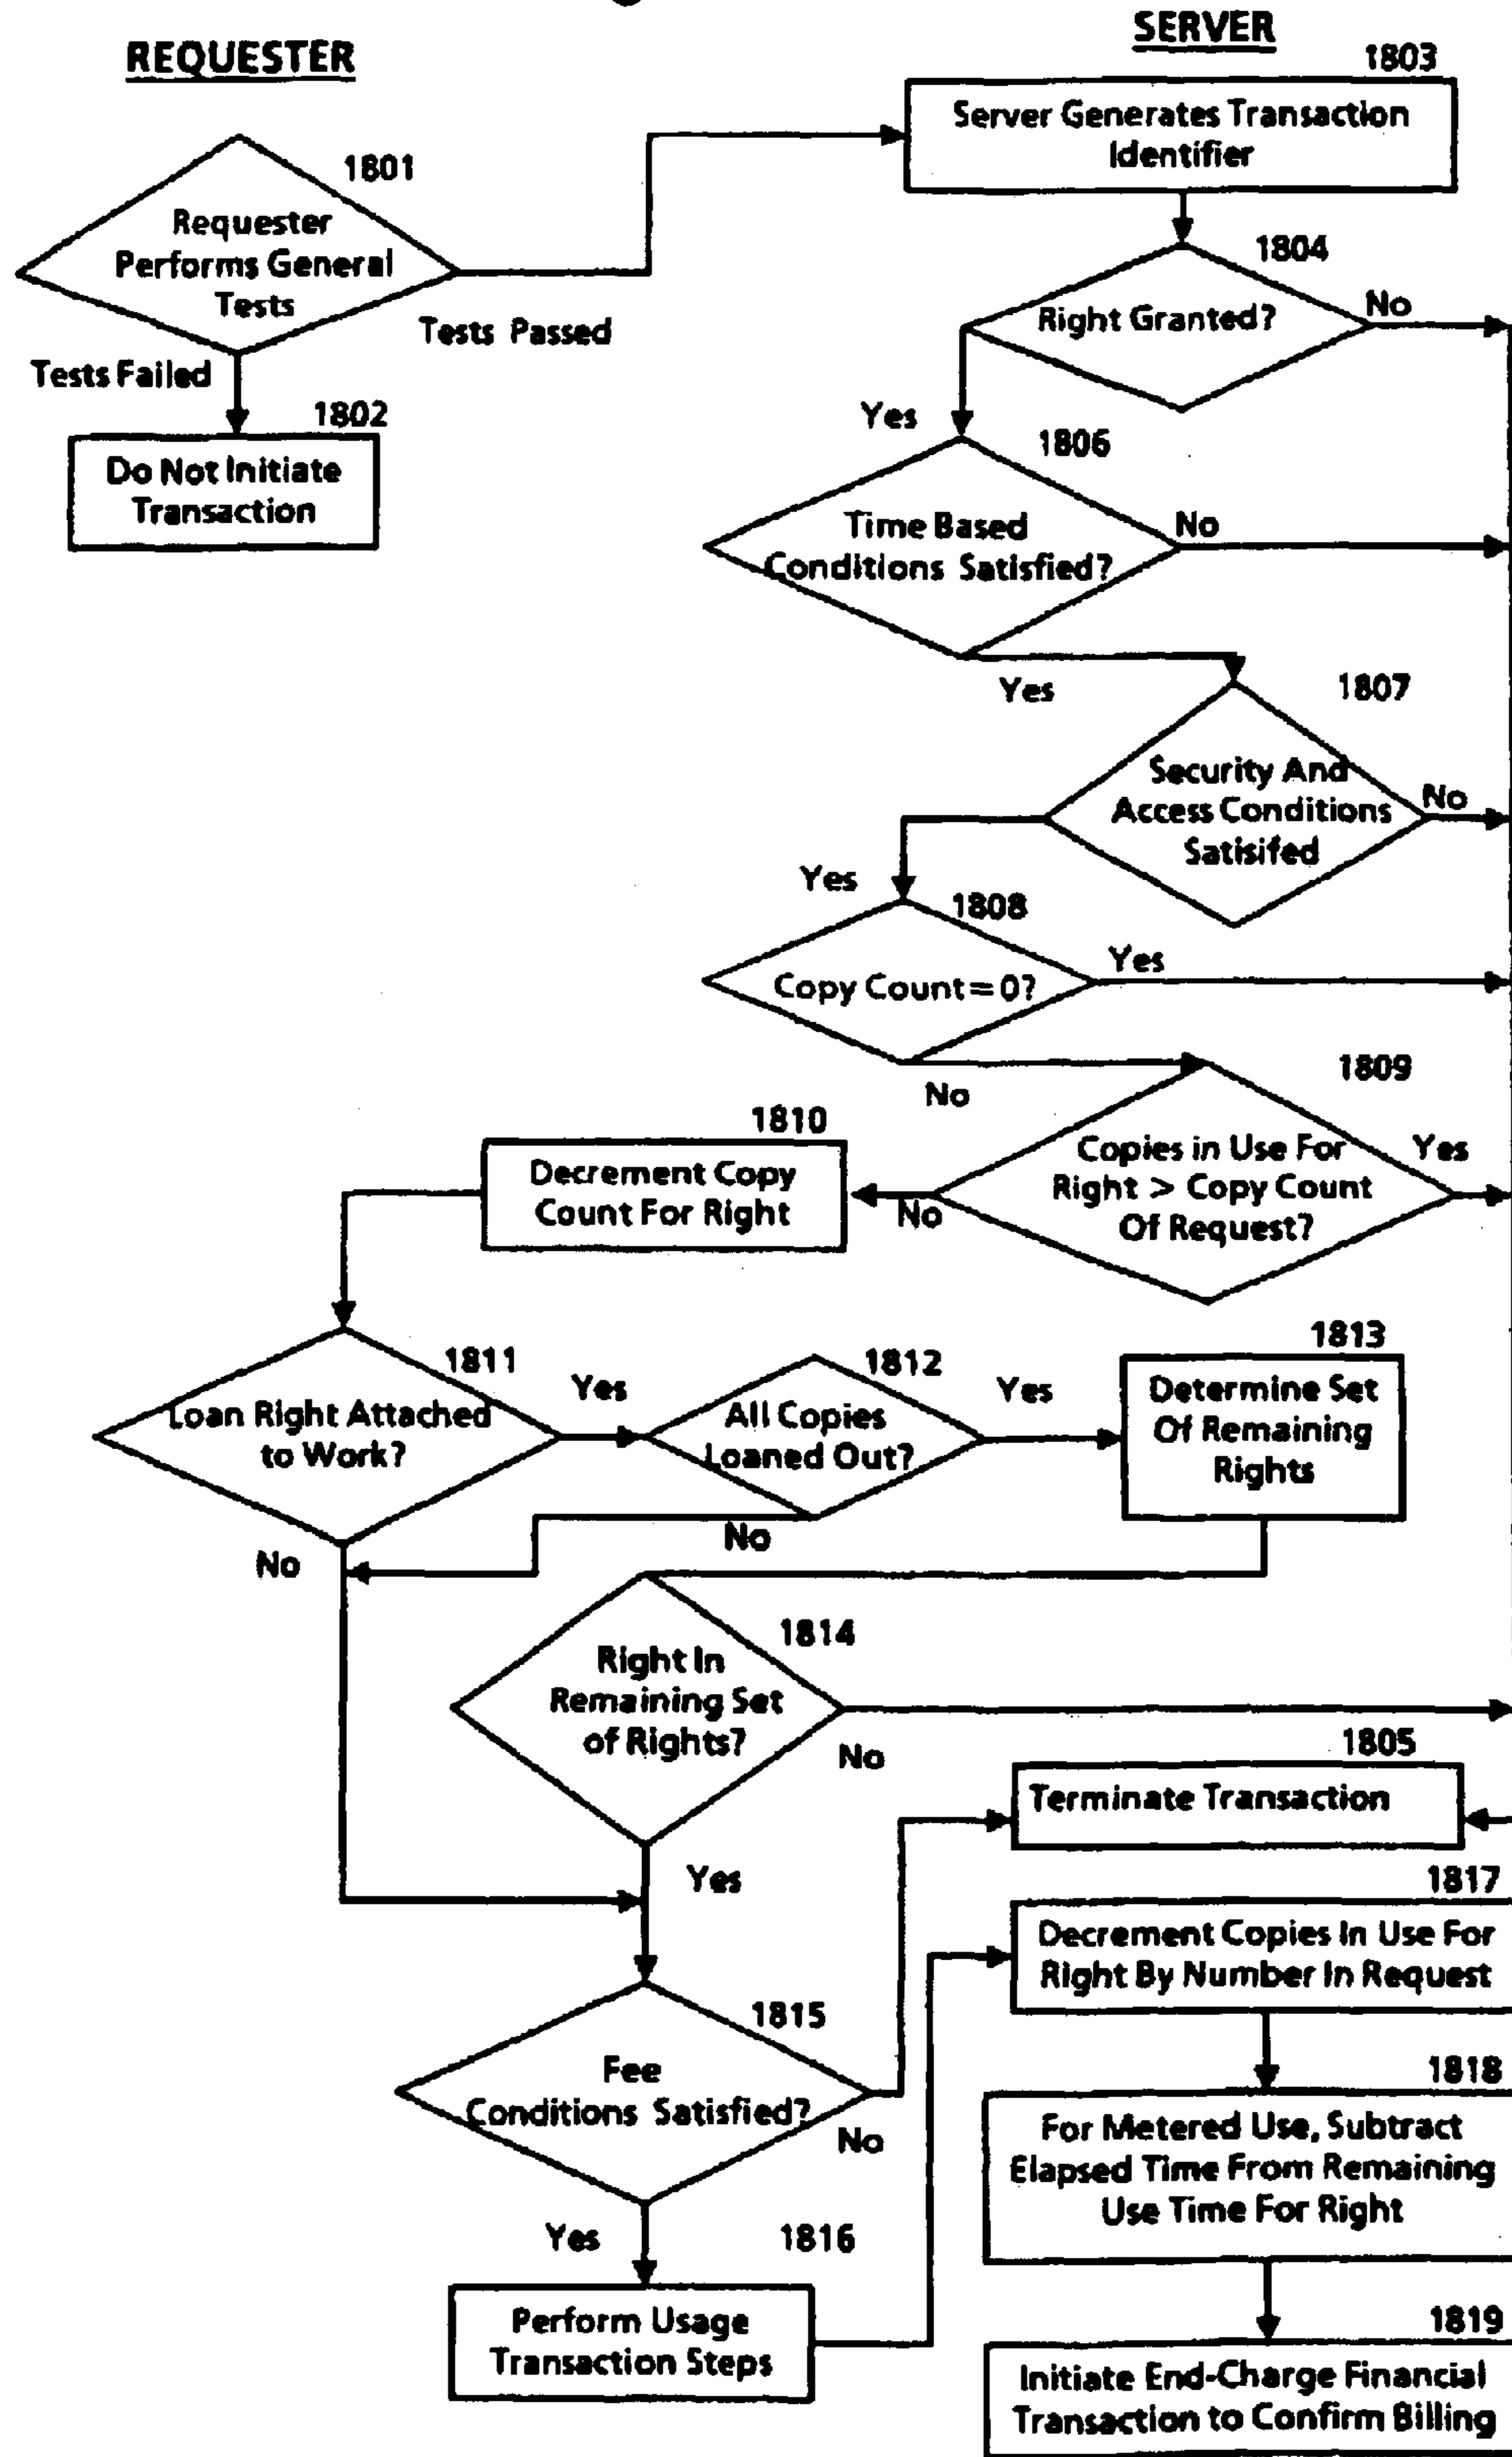 REQUESTER
SERVER
1801
Requester
Performs General
Tests
Tests Passed
Tests Failed
1802
Do Not Initiate
Transaction
1803
Server Generates Transaction
Identifier
1804
Right Granted?
No
Yes
1806
Time Based
Conditions Satisfied?
No
Yes
1807
Security And
Access Conditions
Satisifed
No
Yes
1808
Copy Count=0?
Yes
No
1809
Copies in Use For
Right > Copy Count
Of Request?
Yes
No
1810
Decrement Copy
Count For Right
1811
Loan Right Attached
to Work?
Yes
No
1812
All Copies
Loaned Out?
Yes
No
1813
Determine Set
Of Remaining
Rights
1814
Right In
Remaining Set
of Rights?
No
Yes
1805
Terminate Transaction
1815
Fee
Conditions Satisfied?
No
Yes
1816
Perform Usage
Transaction Steps
1817
Decrement Copies In Use For
Right By Number In Request
1818
For Metered Use, Subtract
Elapsed Time From Remaining
Use Time For Right
1819
Initiate End-Charge Financial
Transaction to Confirm Billing